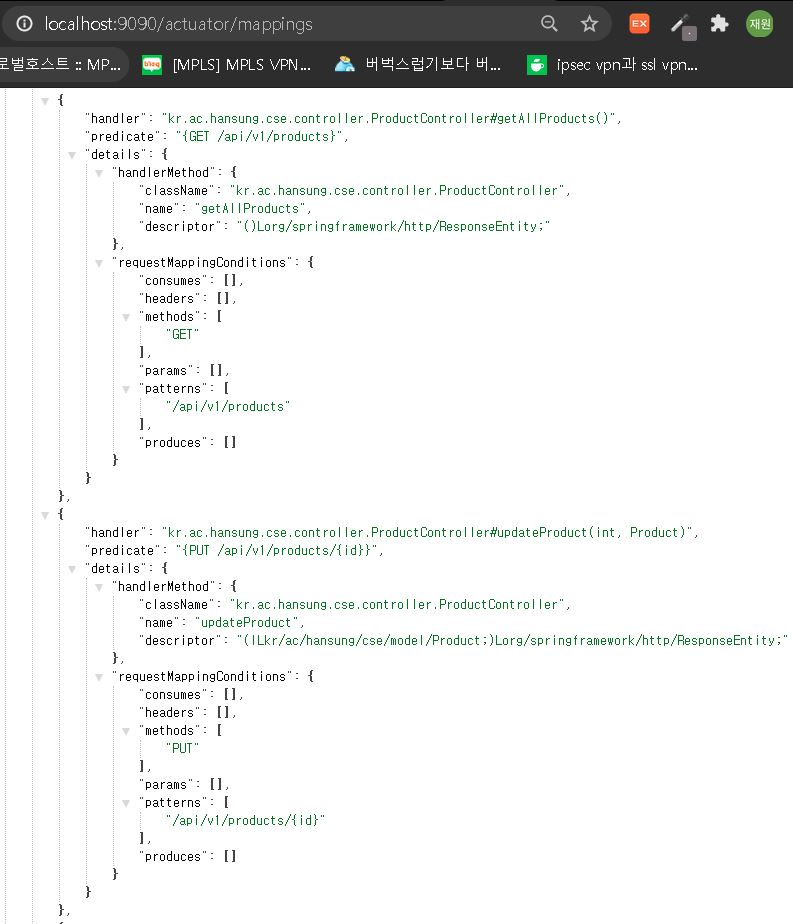 localhost:9090/actuator/mappings
EX
재원
로벌호스트 :: MP...
blog
[MPLS] MPLS VPN...
버벅스럽기보다 버...
ipsec vpn과 ssl vpn...
{
"handler": "kr.ac.hansung.cse.controller.ProductController#getAllProducts()",
"predicate": "{GET /api/v1/products}",
"details": {
"handlerMethod": {
"className": "kr.ac.hansung.cse.controller.ProductController",
"name": "getAllProducts",
"descriptor": "()Lorg/springframework/http/ResponseEntity;"
},
"requestMappingConditions": {
"consumes": [],
"headers": [],
"methods": [
"GET"
],
"params": [],
"patterns": [
"/api/v1/products"
],
"produces": []
}
}
},
{
"handler": "kr.ac.hansung.cse.controller.ProductController#updateProduct(int, Product)",
"predicate": "{PUT /api/v1/products/{id}}",
"details": {
"handlerMethod": {
"className": "kr.ac.hansung.cse.controller.ProductController",
"name": "updateProduct",
"descriptor": "(ILkr/ac/hansung/cse/model/Product;)Lorg/springframework/http/ResponseEntity;"
},
"requestMappingConditions": {
"consumes": [],
"headers": [],
"methods": [
"PUT"
],
"params": [],
"patterns": [
"/api/v1/products/{id}"
],
"produces": []
}
}
},